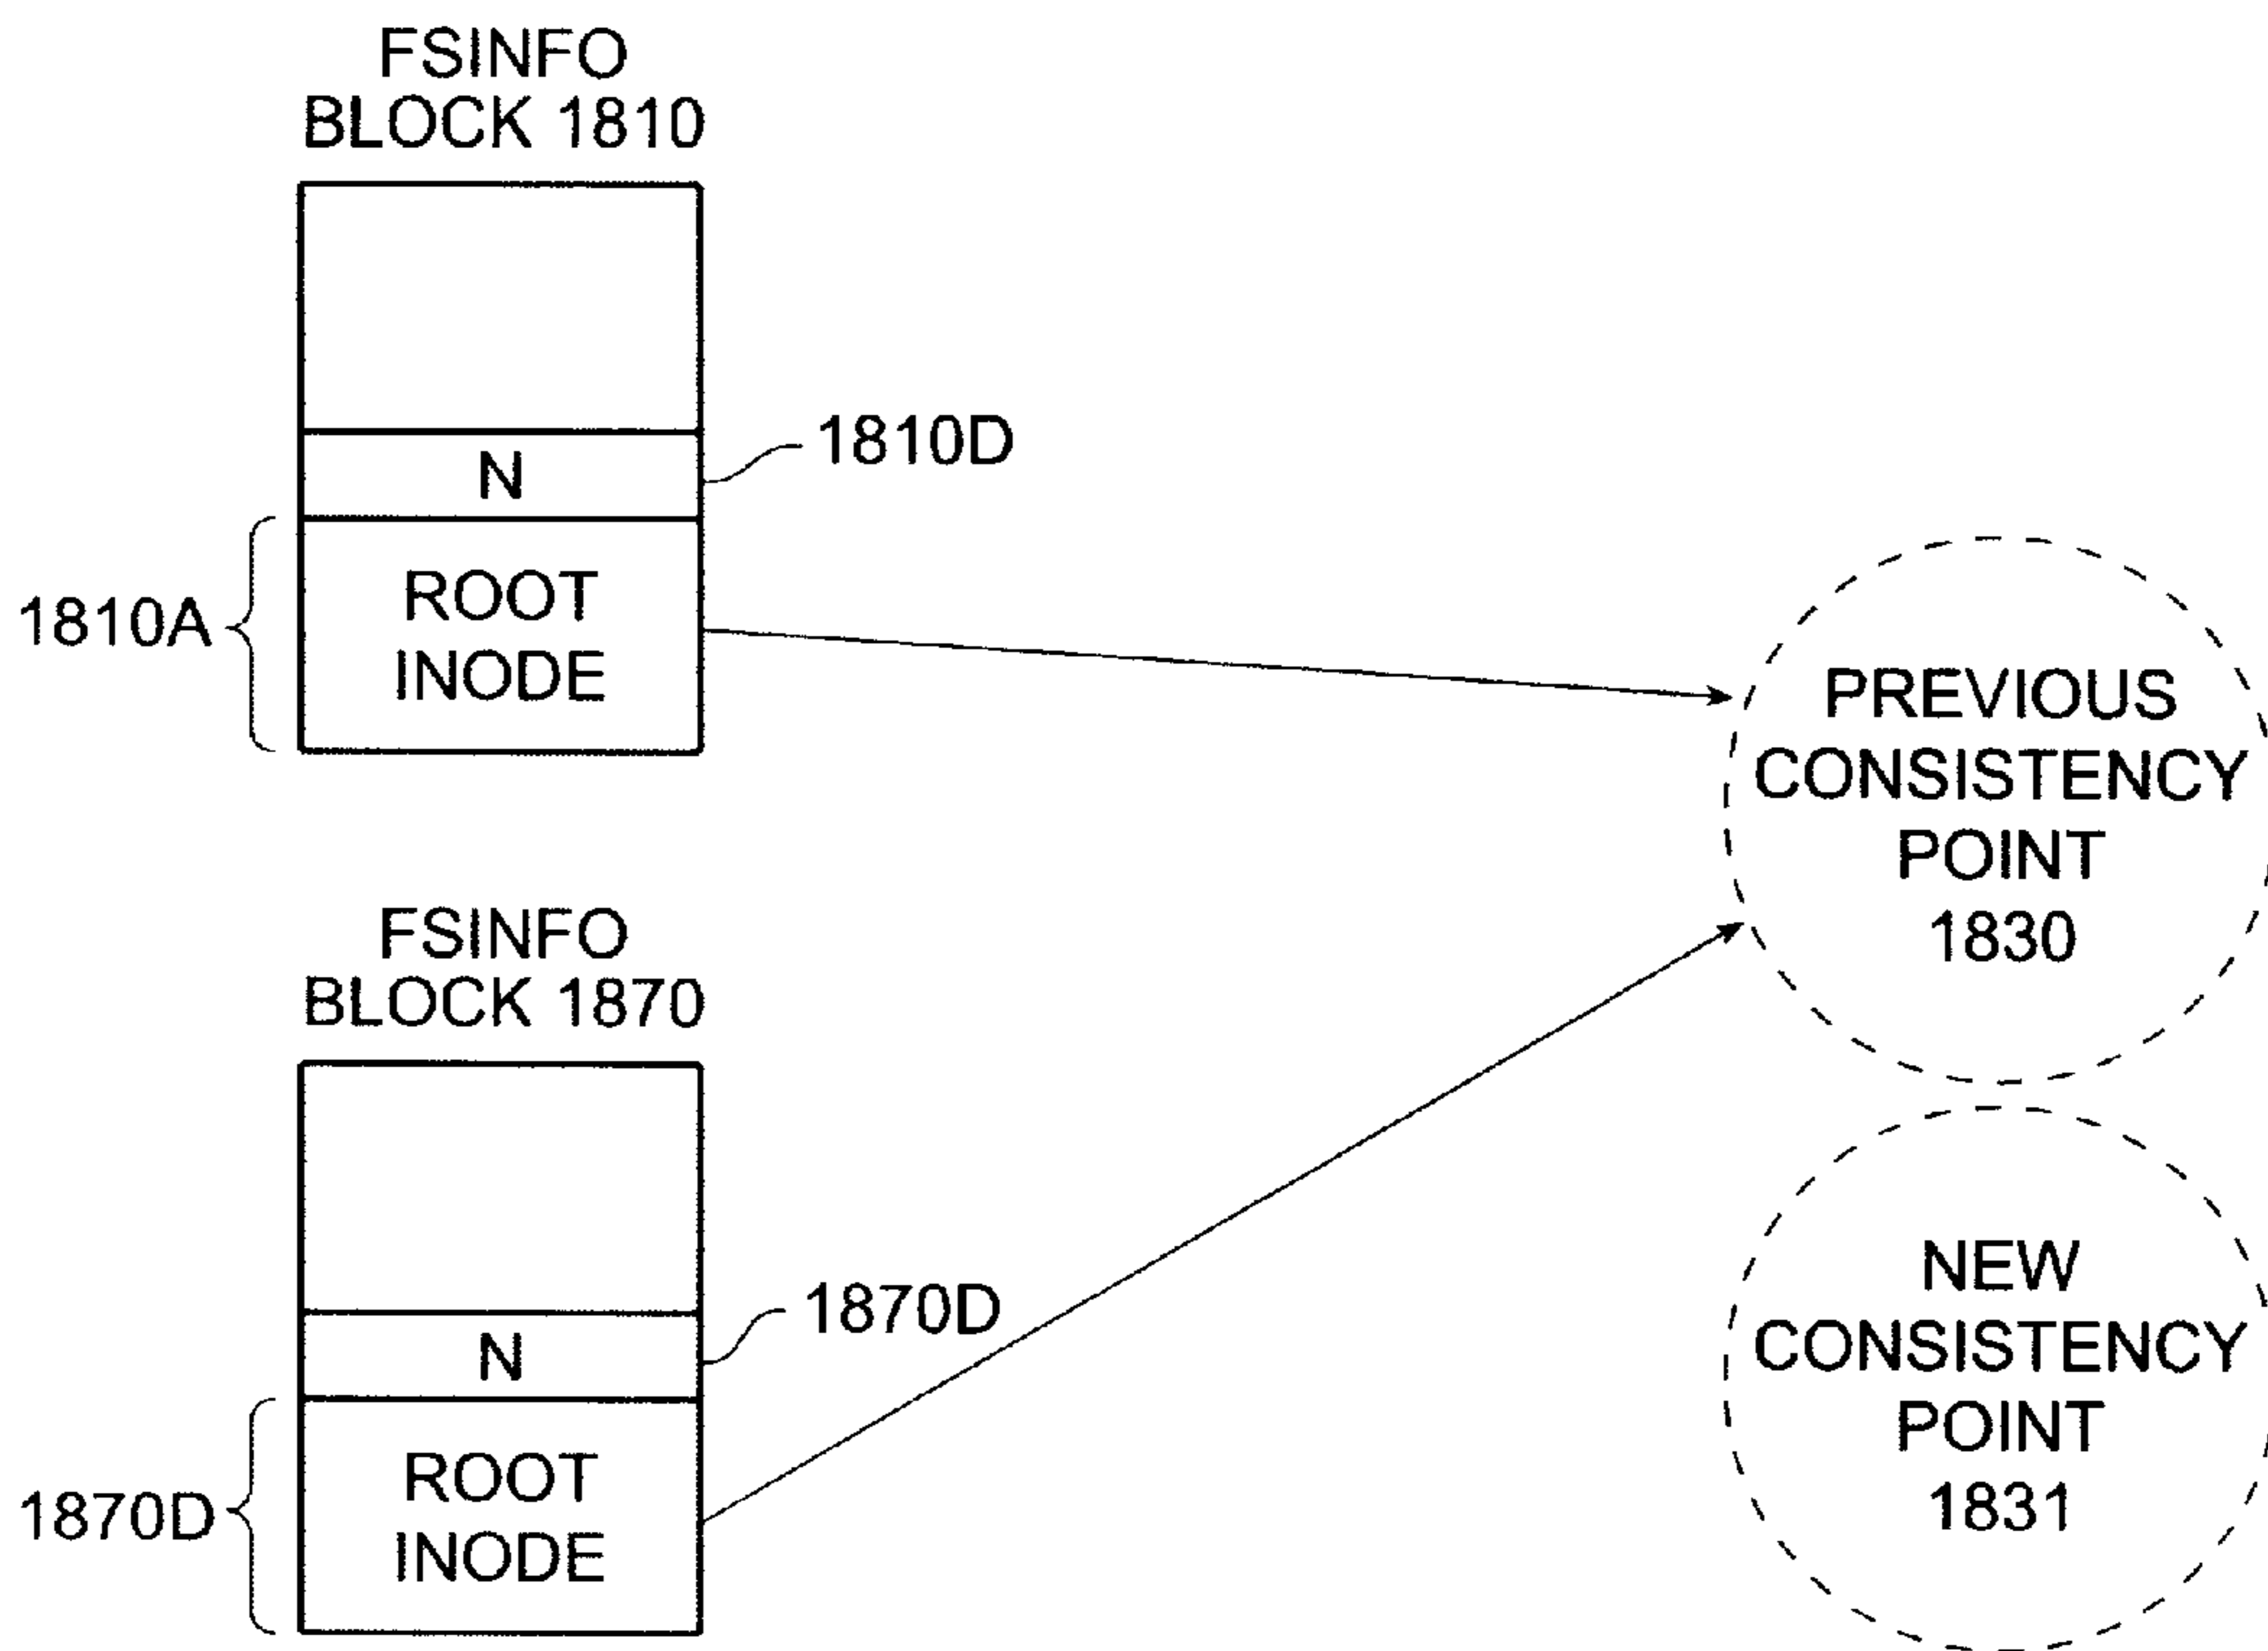 FSINFO
BLOCK 1810
N
1810D
1810A
ROOT
INODE
PREVIOUS
CONSISTENCY
POINT
1830
FSINFO
BLOCK 1870
N
1870D
1870D
ROOT
INODE
NEW
CONSISTENCY
POINT
1831